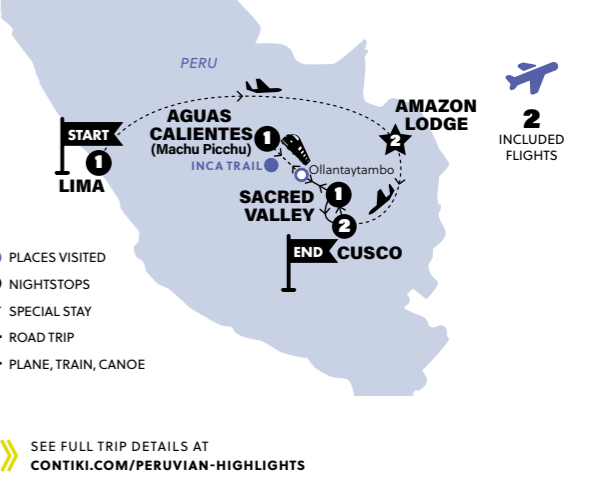 PERU
START
1
LIMA
AGUAS
CALIENTES
(Machu Picchu)
1
INCA TRAIL
Ollantaytambo
SACRED
VALLEY
1
2
END
CUSCO
AMAZON
LODGE
2
2
INCLUDED
FLIGHTS
PLACES VISITED
NIGHTSTOPS
SPECIAL STAY
ROAD TRIP
PLANE, TRAIN, CANOE
SEE FULL TRIP DETAILS AT
CONTIKI.COM/PERUVIAN-HIGHLIGHTS